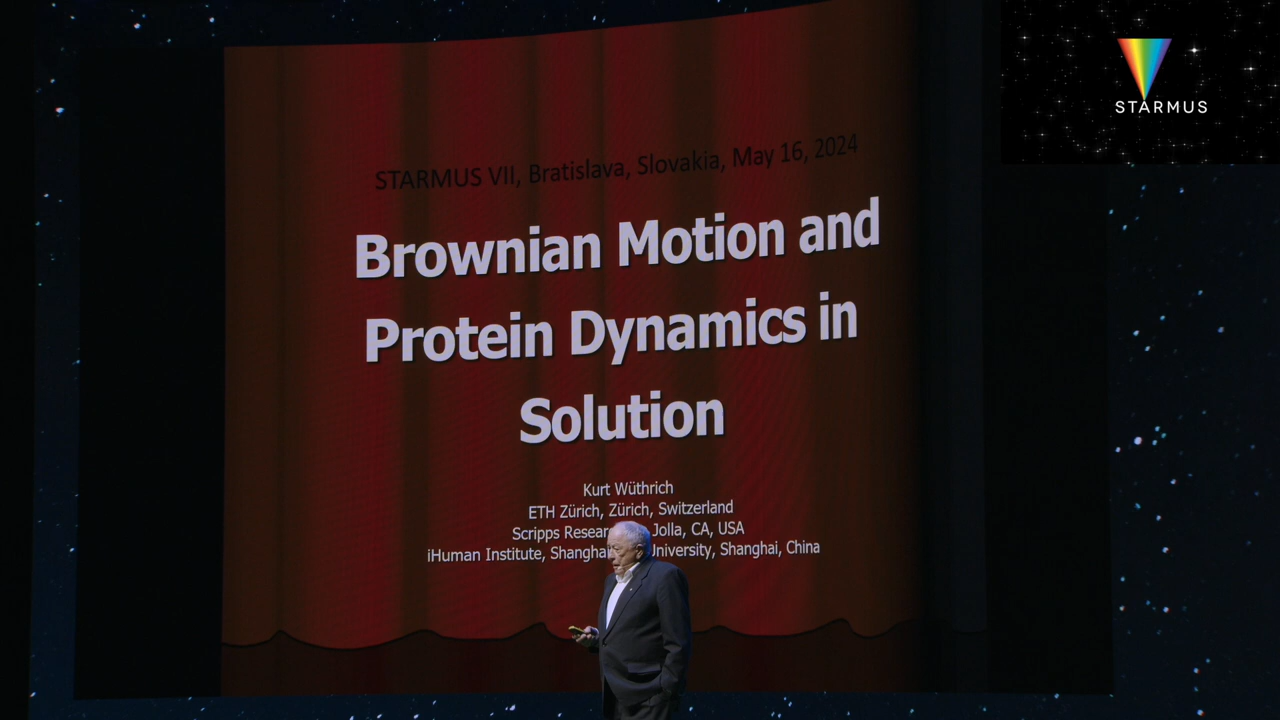 STARMUS
STARMUS VII, Bratislava, Slovakia, May 16, 2024
Brownian Motion and
Protein Dynamics in
Solution
Kurt Wüthrich
ETH Zürich, Zürich, Switzerland
Scripps Resear Jolla, CA, USA
iHuman Institute, Shangha University, Shanghai, China